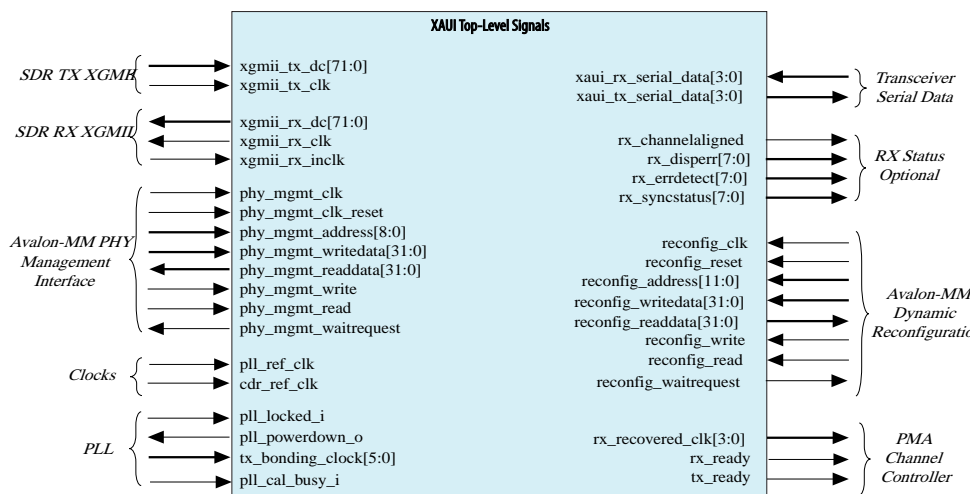 XAUI Top-Level Signals
SDR TX XGMII
xgmii_tx_dc[71:0]
xgmii_tx_clk
SDR RX XGMII
xgmii_rx_dc[71:0]
xgmii_rx_clk
xgmii_rx_inclk
Avalon-MM PHY
Management
Interface
phy_mgmt_clk
phy_mgmt_clk_reset
phy_mgmt_address[8:0]
phy_mgmt_writedata[31:0]
phy_mgmt_readdata[31:0]
phy_mgmt_write
phy_mgmt_read
phy_mgmt_waitrequest
Clocks
pll_ref_clk
cdr_ref_clk
PLL
pll_locked_i
pll_powerdown_o
tx_bonding_clock[5:0]
pll_cal_busy_i
xaui_rx_serial_data[3:0]
xaui_tx_serial_data[3:0]
Transceiver
Serial Data
rx_channelaligned
rx_disperr[7:0]
rx_errdetect[7:0]
rx_syncstatus[7:0]
RX Status
Optional
reconfig_clk
reconfig_reset
reconfig_address[11:0]
reconfig_writedata[31:0]
reconfig_readdata[31:0]
reconfig_write
reconfig_read
reconfig_waitrequest
Avalon-MM
Dynamic
Reconfiguratio
rx_recovered_clk[3:0]
rx_ready
tx_ready
PMA
Channel
Controller